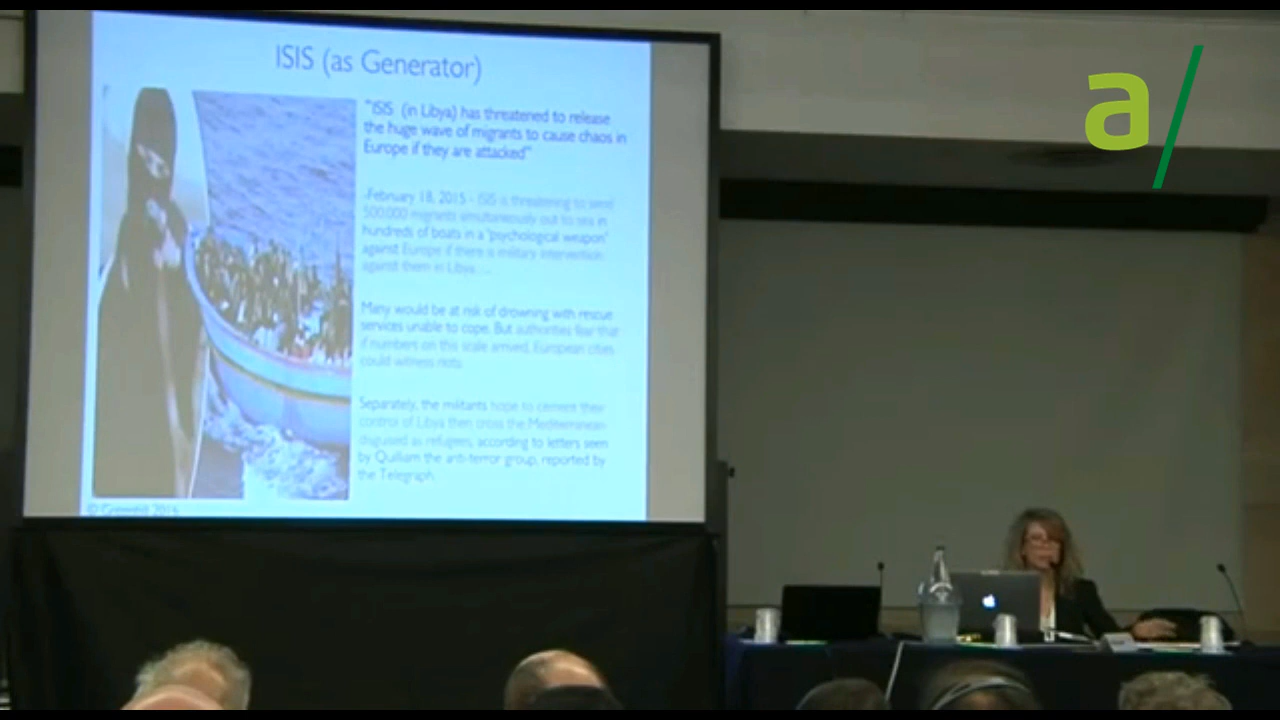 ISIS (as Generator)
"ISIS (in Libya) has threatened to release
the huge wave of migrants to cause chaos in
Europe if they are attacked"
-February 18, 2015 - ISIS is threatening to send
500,000 migrants simultaneously out to sea in
hundreds of boats in a "psychological weapon"
against Europe if there is military intervention
against them in Libya....
Many would be at risk of drowning with rescue
services unable to cope. But authorities fear that
if numbers on this scale arrived, European cities
could witness riots.
Separately, the militants hope to cement their
control of Libya then cross the Mediterranean
disguised as refugees, according to letters seen
by Quilliam the anti-terror group, reported by
the Telegraph.
© Greenhill 2015
a/